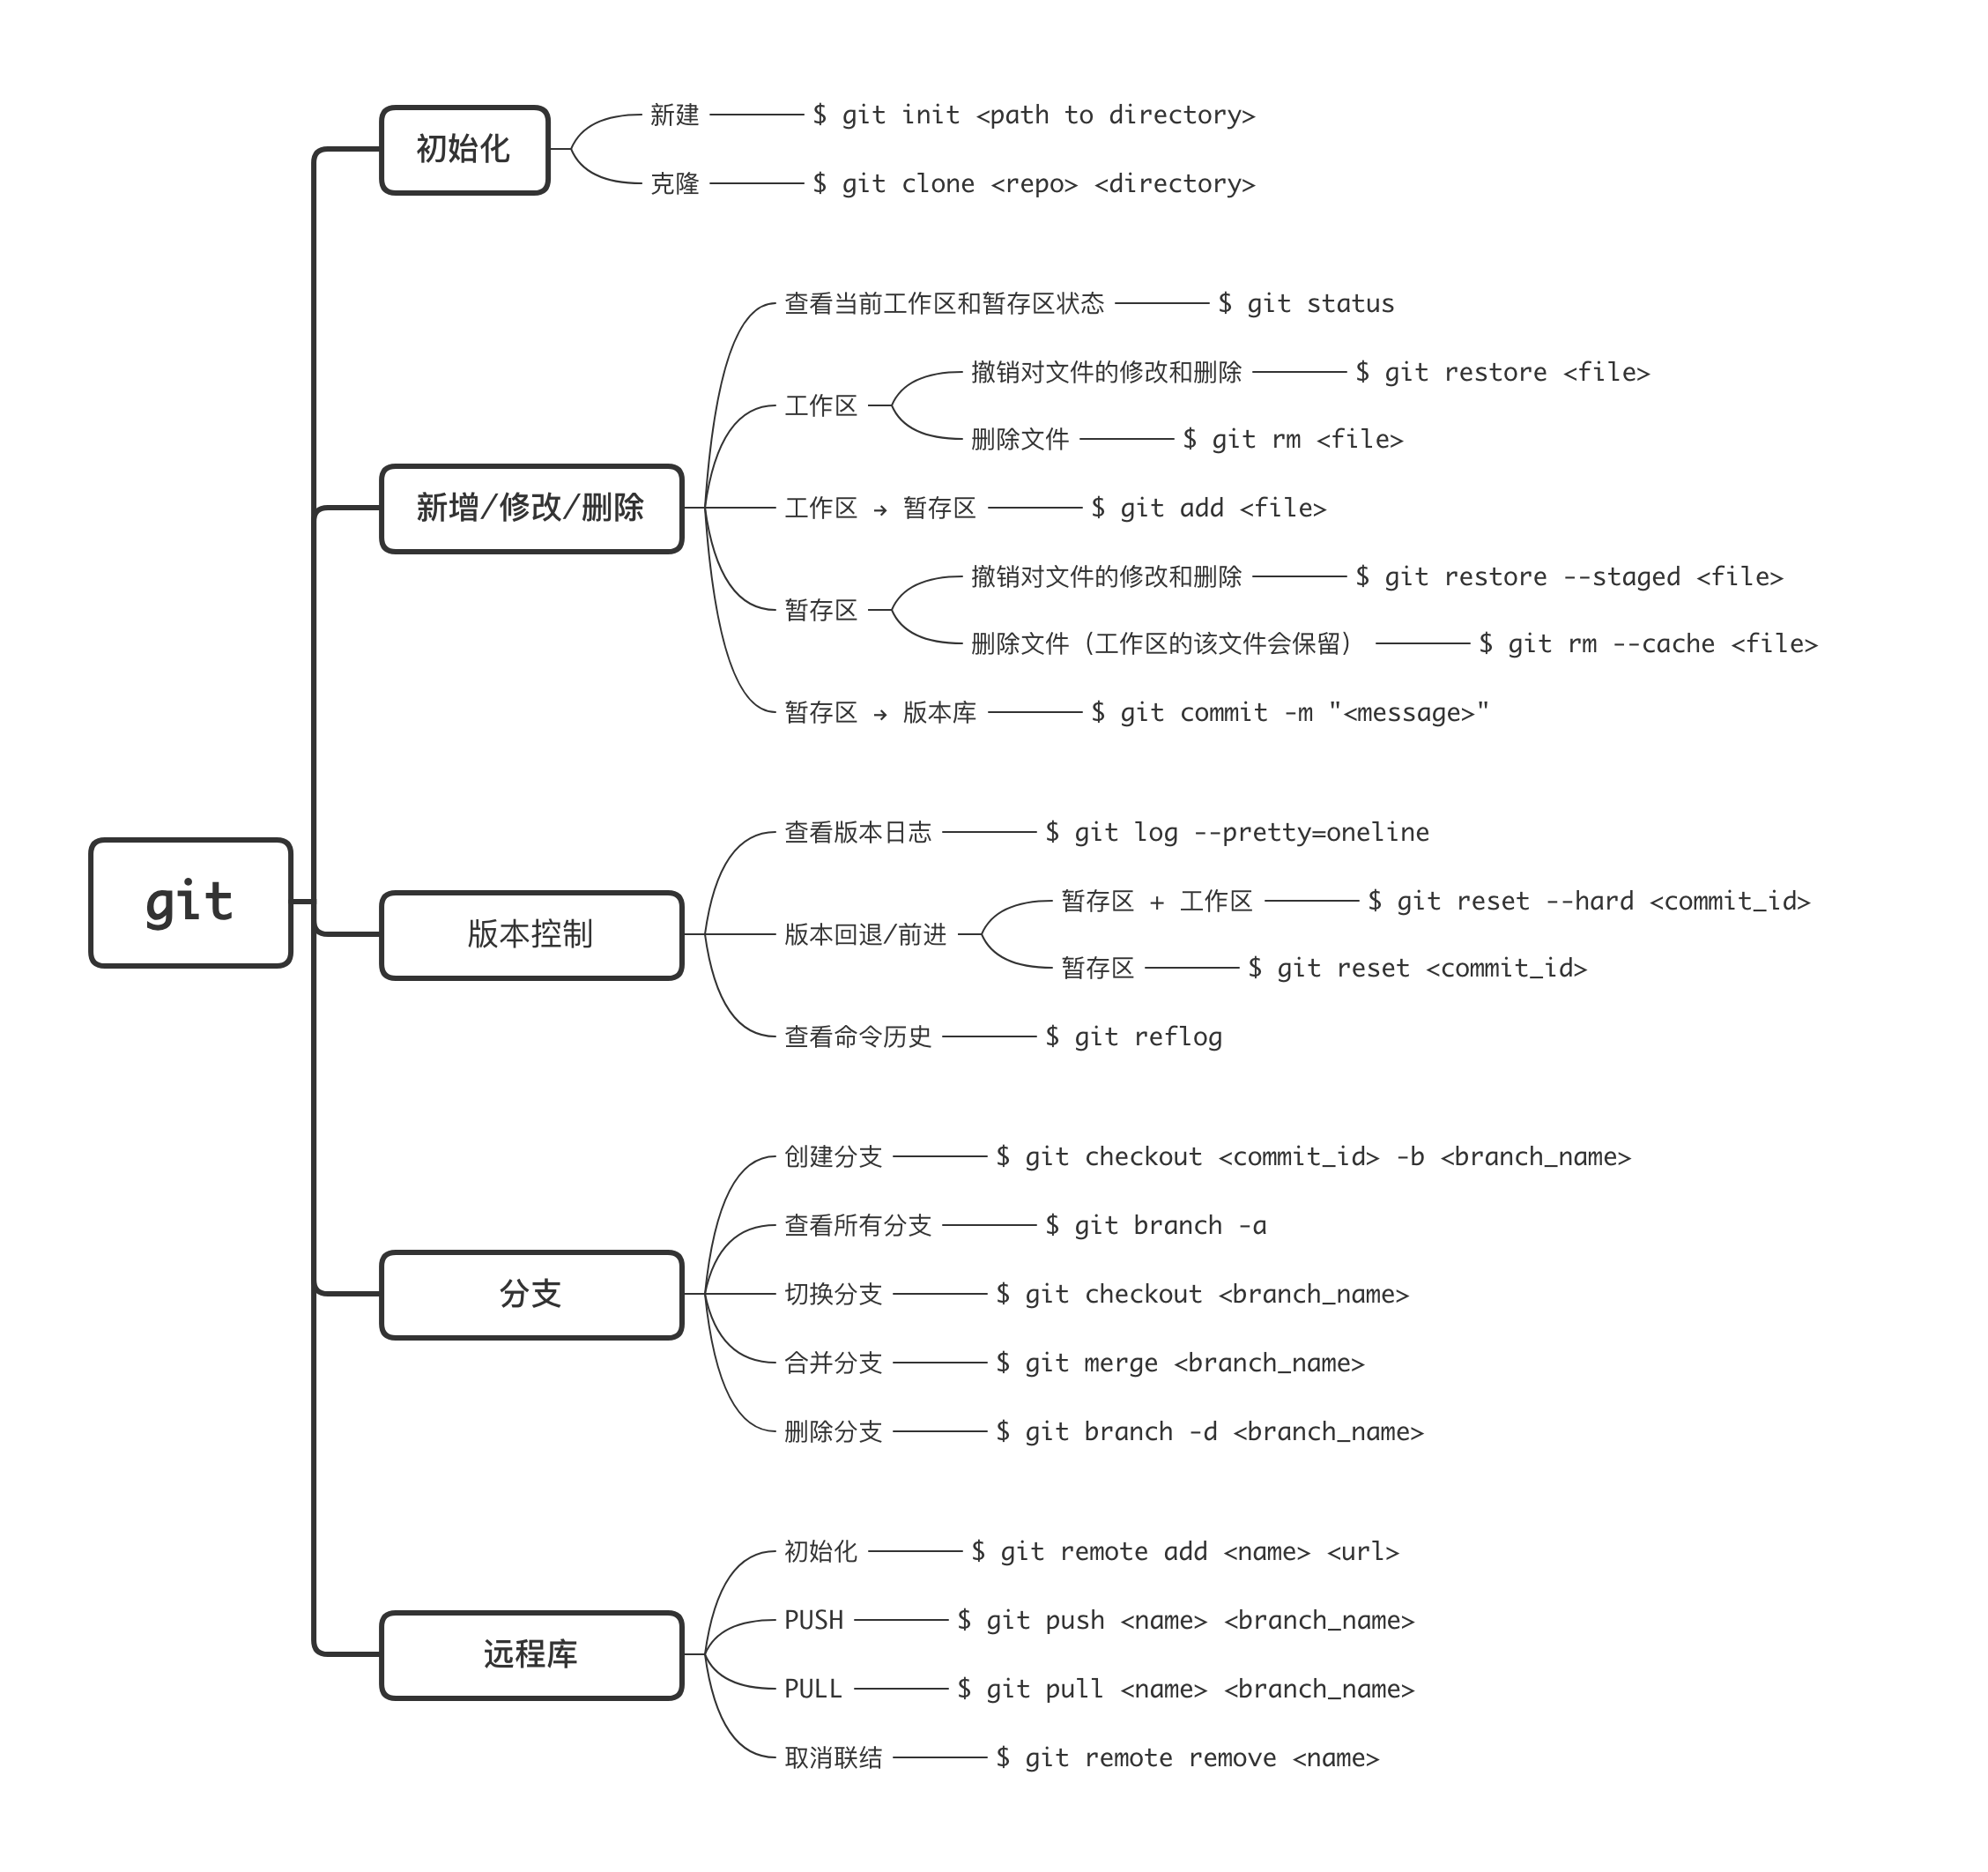 git
初始化
新建
$ git init <path to directory>
克隆
$ git clone <repo> <directory>
新增/修改/删除
查看当前工作区和暂存区状态
$ git status
工作区
撤销对文件的修改和删除
$ git restore <file>
删除文件
$ git rm <file>
工作区 → 暂存区
$ git add <file>
暂存区
撤销对文件的修改和删除
$ git restore --staged <file>
删除文件（工作区的该文件会保留）
$ git rm --cache <file>
暂存区 → 版本库
$ git commit -m "<message>"
版本控制
查看版本日志
$ git log --pretty=oneline
版本回退/前进
暂存区 + 工作区
$ git reset --hard <commit_id>
暂存区
$ git reset <commit_id>
查看命令历史
$ git reflog
分支
创建分支
$ git checkout <commit_id> -b <branch_name>
查看所有分支
$ git branch -a
切换分支
$ git checkout <branch_name>
合并分支
$ git merge <branch_name>
删除分支
$ git branch -d <branch_name>
远程库
初始化
$ git remote add <name> <url>
PUSH
$ git push <name> <branch_name>
PULL
$ git pull <name> <branch_name>
取消联结
$ git remote remove <name>